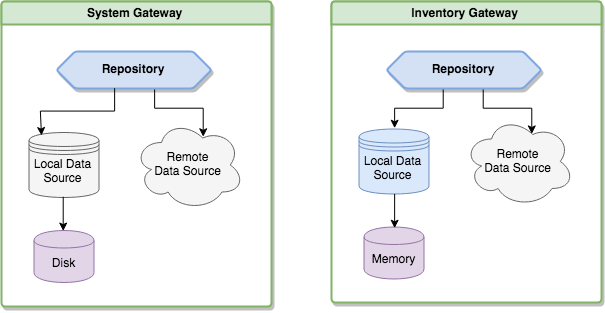 System Gateway
Repository
Local Data
Source
Remote
Data Source
Disk
Inventory Gateway
Repository
Local Data
Source
Remote
Data Source
Memory